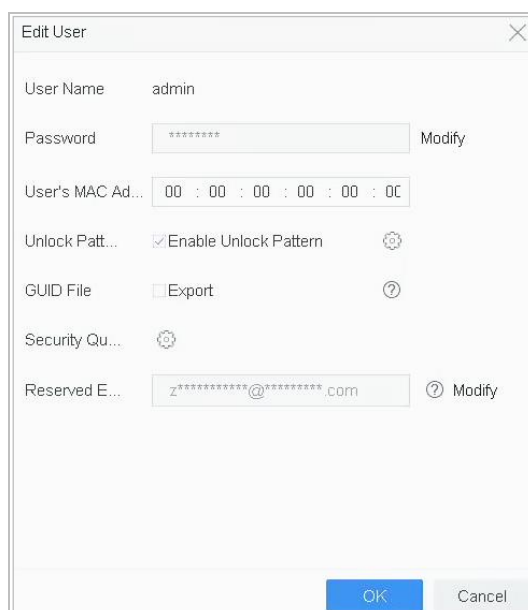 Edit User
User Name admin
Password ******** Modify
User's MAC Ad... 00 : 00 : 00 : 00 : 00 : 00
Unlock Patt... Enable Unlock Pattern
GUID File Export ?
Security Qu...
Reserved E... z***********@*********.com ? Modify
OK Cancel